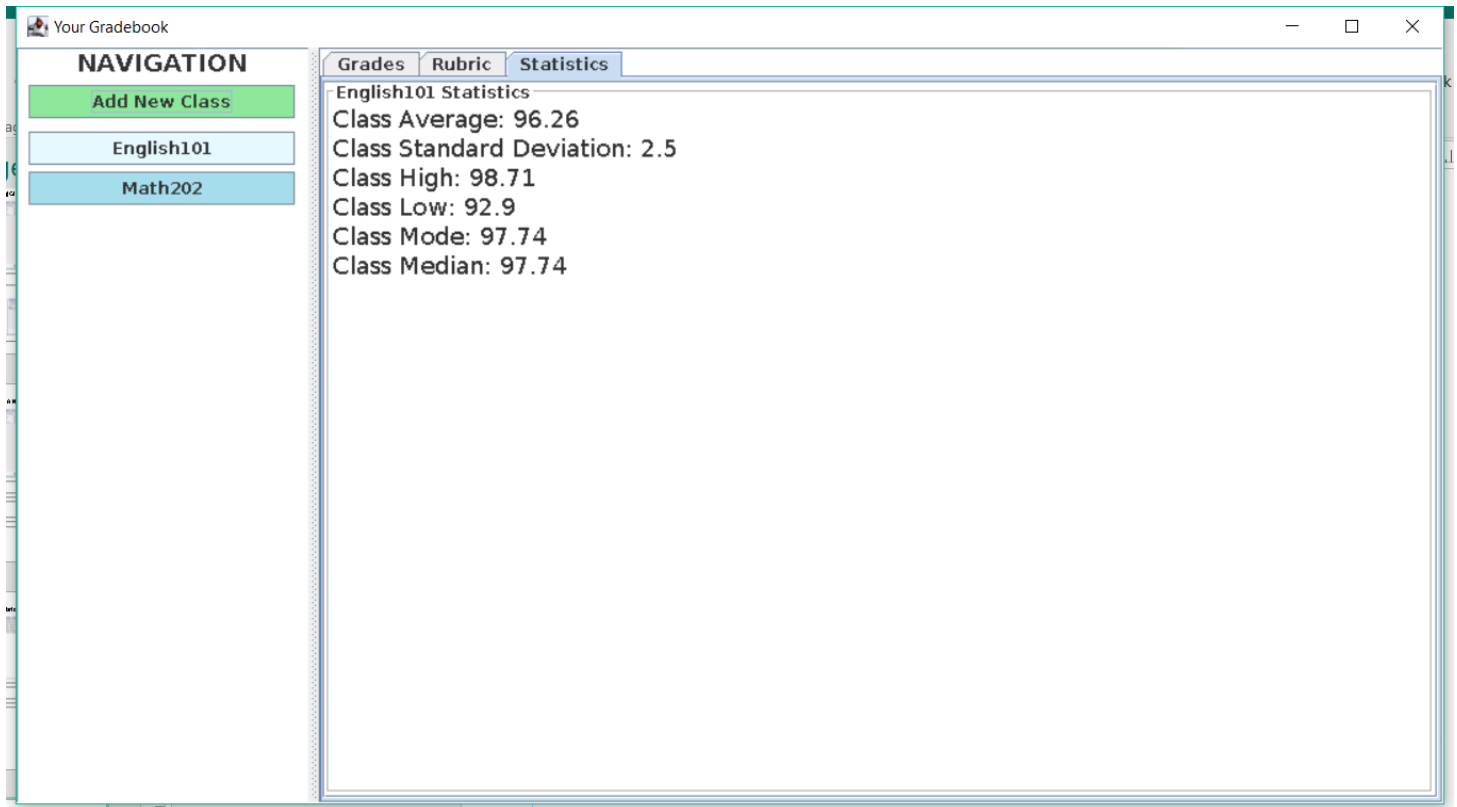 Your Gradebook
NAVIGATION
Add New Class
English101
Math202
Grades Rubric Statistics
English101 Statistics
Class Average: 96.26
Class Standard Deviation: 2.5
Class High: 98.71
Class Low: 92.9
Class Mode: 97.74
Class Median: 97.74